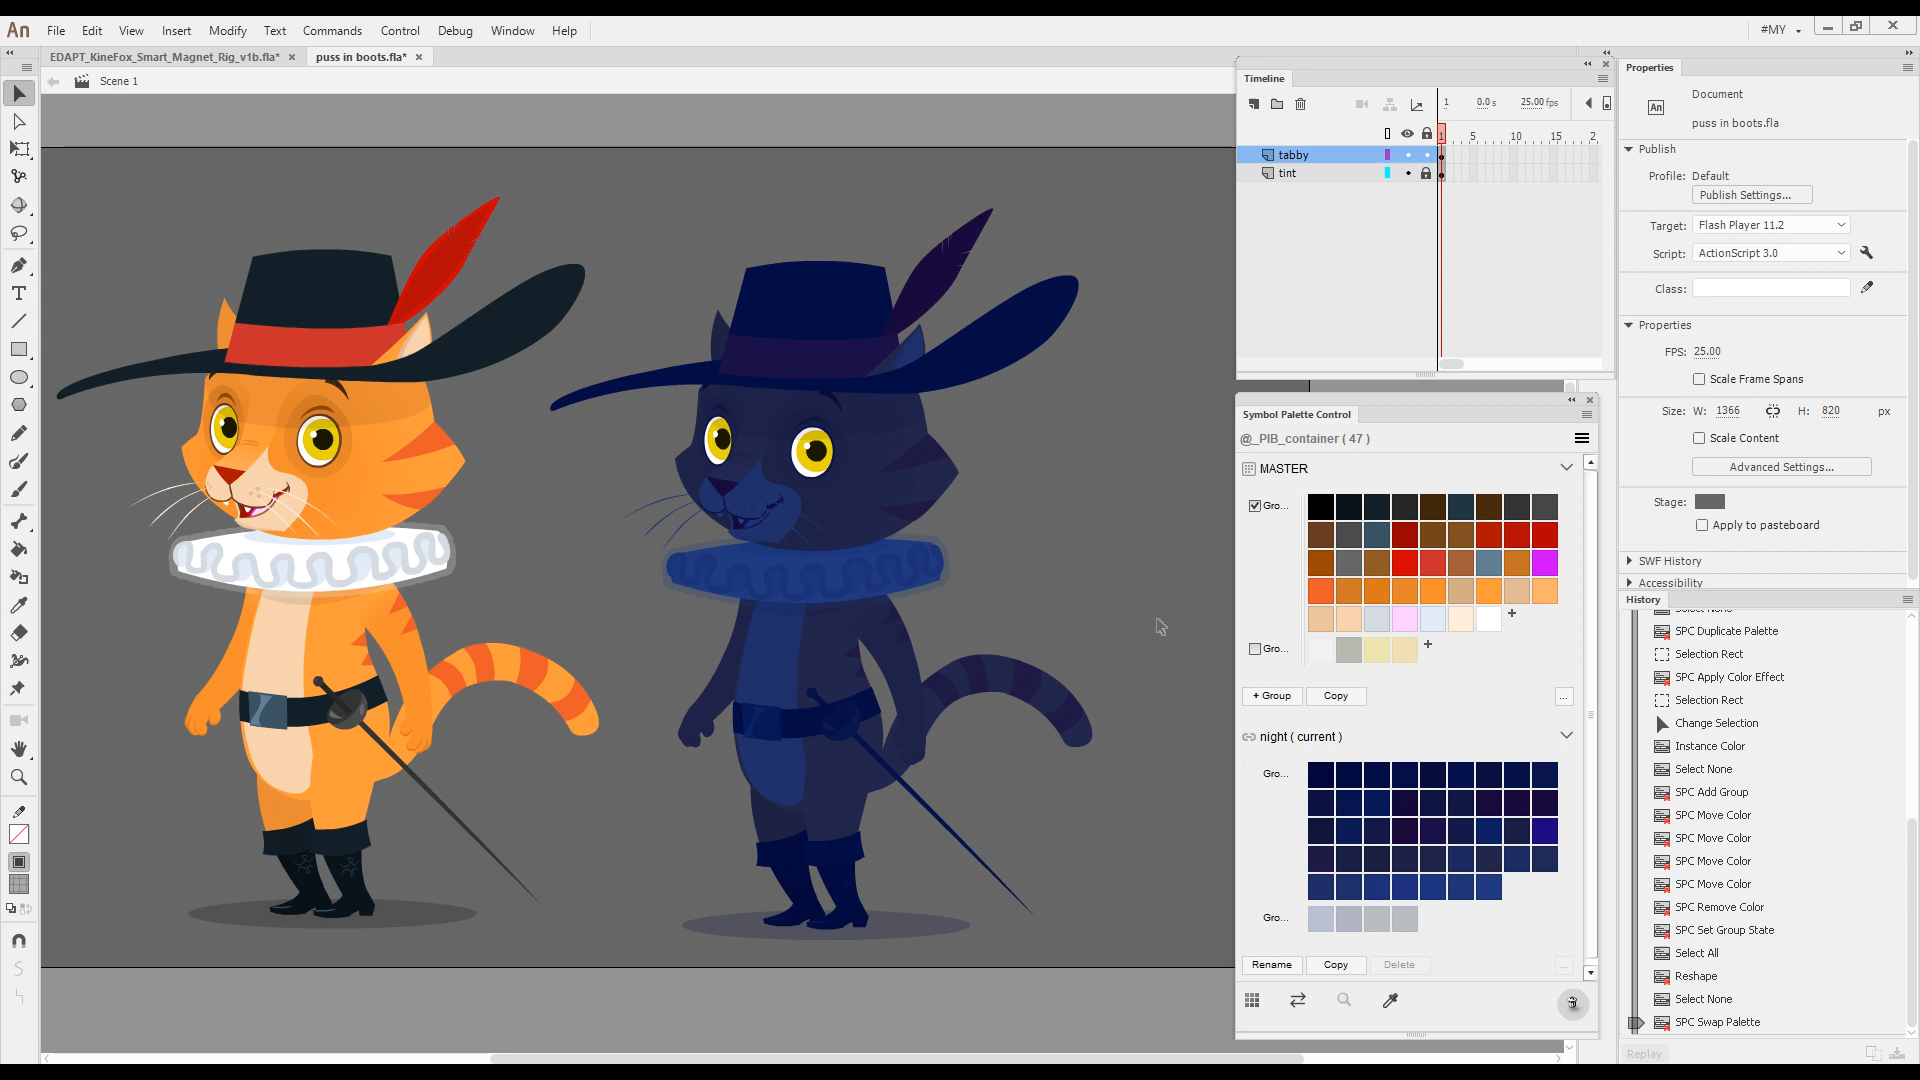 An File Edit View Insert Modify Text Commands Control Debug Window Help #MY
EDAPT_KineFox_Smart_Magnet_Rig_v1b.fla* × puss in boots.fla* ×
Scene 1
Timeline
1 0.0 s 25.00 fps
1 5 10 15 2
tabby
tint
Symbol Palette Control
@_PIB_container ( 47 )
MASTER
Gro...
+
Gro...
+
+ Group Copy ...
night ( current )
Gro...
Gro...
Rename Copy Delete ...
Properties
An
Document
puss in boots.fla
Publish
Profile: Default
Publish Settings...
Target: Flash Player 11.2
Script: ActionScript 3.0
Class:
Properties
FPS: 25.00
Scale Frame Spans
Size: W: 1366 H: 820 px
Scale Content
Advanced Settings...
Stage:
Apply to pasteboard
SWF History
Accessibility
History
Select None
SPC Duplicate Palette
Selection Rect
SPC Apply Color Effect
Selection Rect
Change Selection
Instance Color
Select None
SPC Add Group
SPC Move Color
SPC Move Color
SPC Move Color
SPC Move Color
SPC Remove Color
SPC Set Group State
Select All
Reshape
Select None
SPC Swap Palette
Replay